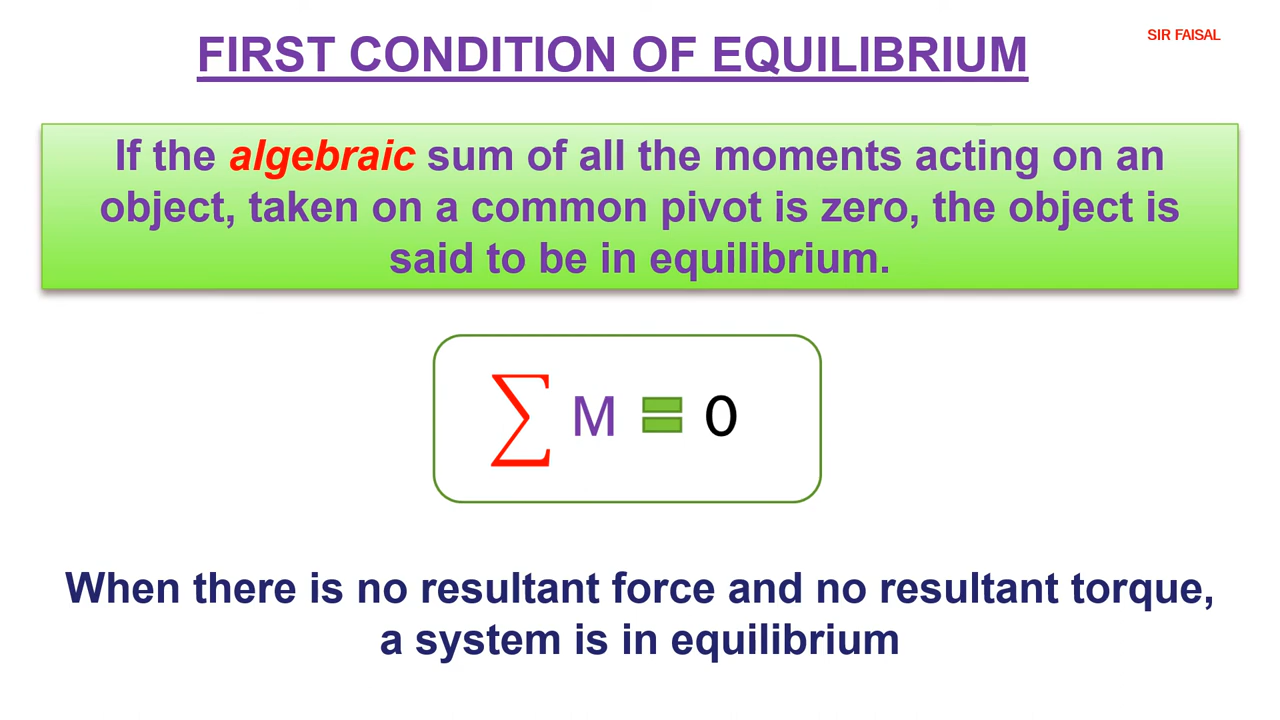 FIRST CONDITION OF EQUILIBRIUM
SIR FAISAL
If the algebraic sum of all the moments acting on an
object, taken on a common pivot is zero, the object is
said to be in equilibrium.
∑ M = 0
When there is no resultant force and no resultant torque,
a system is in equilibrium